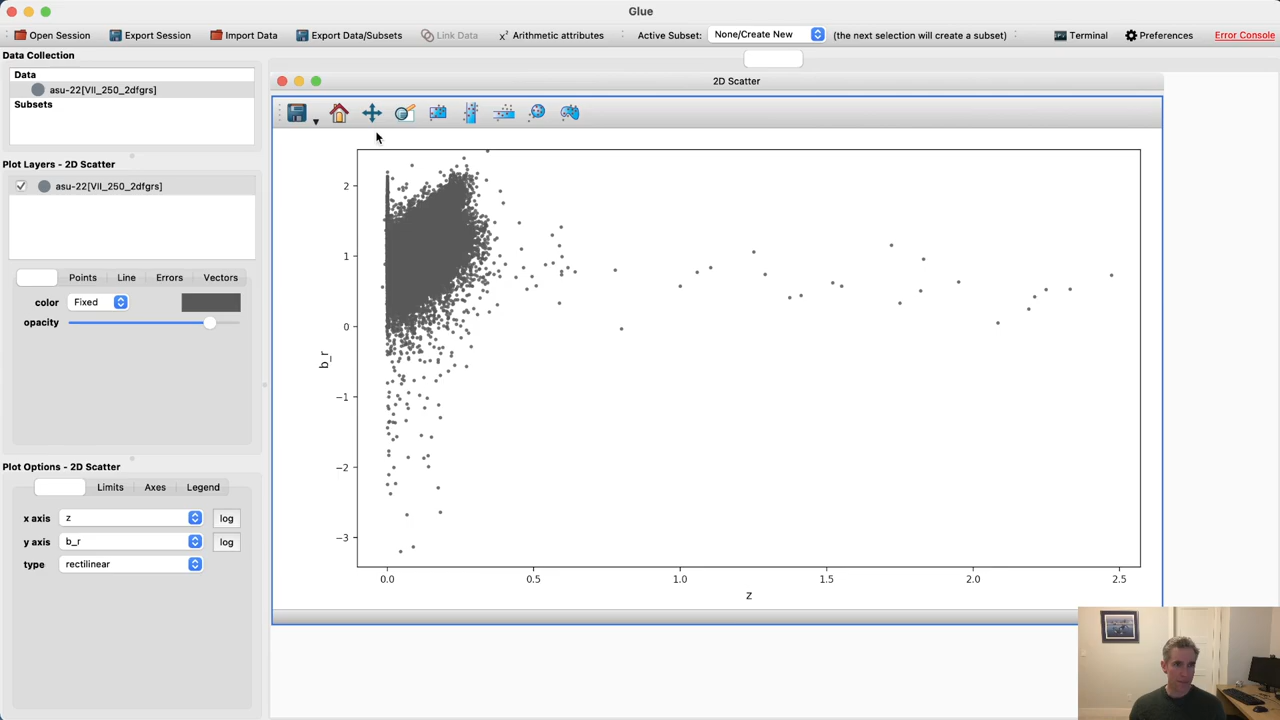 Glue
Open Session Export Session Import Data Export Data/Subsets Link Data x² Arithmetic attributes Active Subset: None/Create New (the next selection will create a subset) Terminal Preferences Error Console
Data Collection
Data
asu-22[VII_250_2dfgrs]
Subsets
Plot Layers - 2D Scatter
asu-22[VII_250_2dfgrs]
Points Line Errors Vectors
color Fixed
opacity
Plot Options - 2D Scatter
Limits Axes Legend
x axis z log
y axis b_r log
type rectilinear
2D Scatter
2
1
0
−1
−2
−3
b_r
0.0 0.5 1.0 1.5 2.0 2.5
z